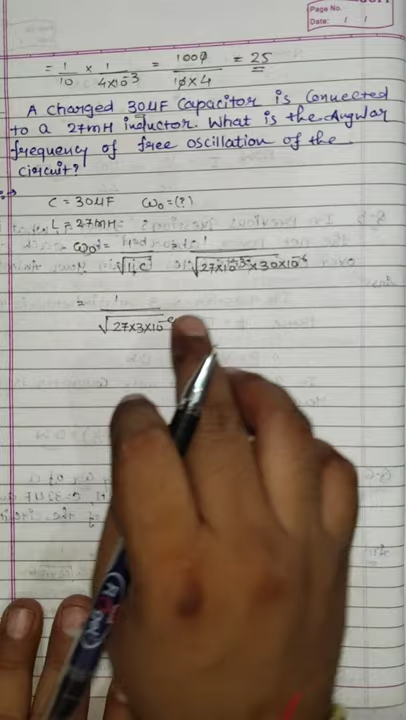 Page No.
Date: / /
= 1/10 × 1/4×10⁻³ = 1000/10×4 = 25
A charged 30μF Capacitor is Connected
to a 27mH inductor. What is the Angular
frequency of free oscillation of the
Circuit?
C = 30μF ω₀ = (?)
L = 27mH
ω₀ = 1/√LC = 1/√27×10⁻³×30×10⁻⁶
= 1/√27×3×10